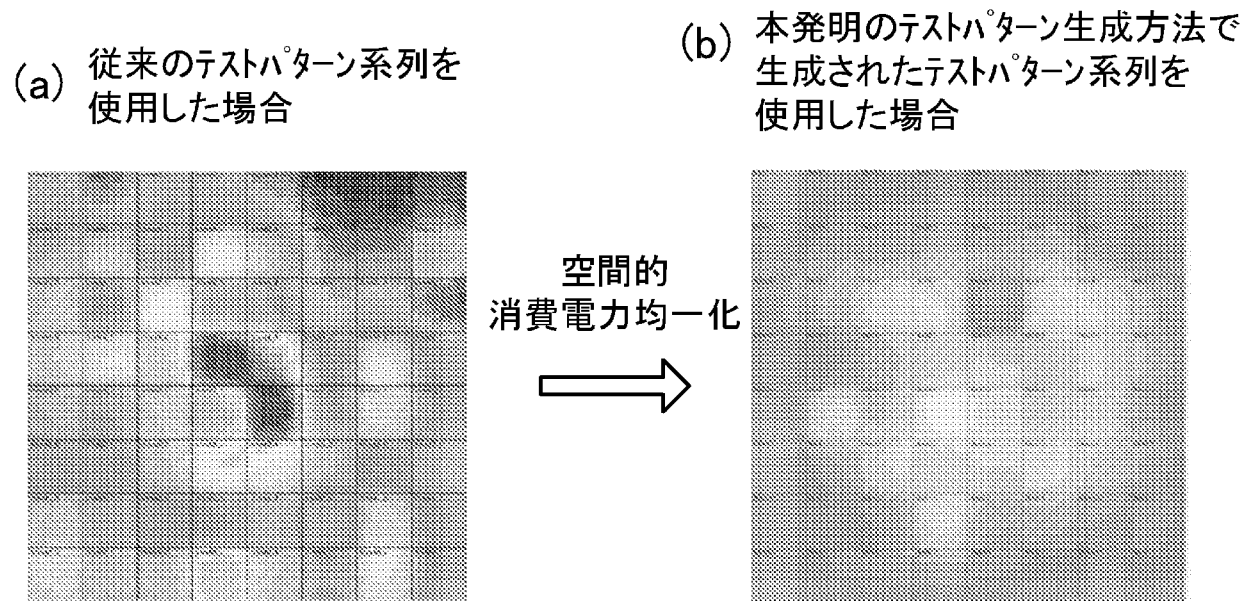 (a) 従来のﾃｽﾄﾊﾟﾀｰﾝ系列を
使用した場合
(b) 本発明のﾃｽﾄﾊﾟﾀｰﾝ生成方法で
生成されたﾃｽﾄﾊﾟﾀｰﾝ系列を
使用した場合
空間的
消費電力均一化